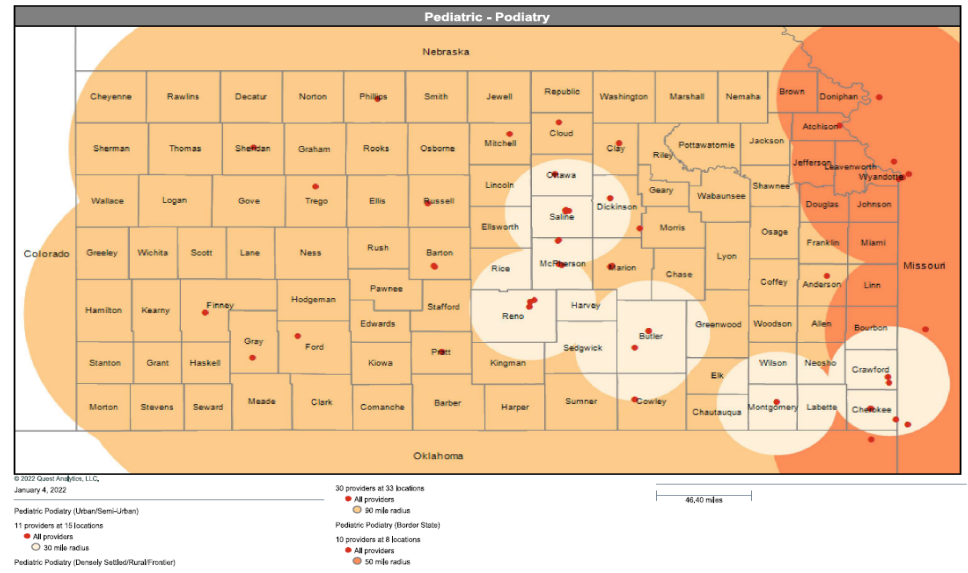 Pediatric - Podiatry
Nebraska
Cheyenne Rawlins Decatur Norton Phillips Smith Jewell Republic Washington Marshall Nemaha Brown Doniphan
Sherman Thomas Sheridan Graham Rooks Osborne Mitchell Cloud Clay Riley Pottawatomie Jackson Atchison
Jefferson Leavenworth Wyandotte
Wallace Logan Gove Trego Ellis Russell Lincoln Ottawa Saline Dickinson Geary Wabaunsee Shawnee Douglas Johnson
Colorado Greeley Wichita Scott Lane Ness Rush Barton Ellsworth Rice McPherson Marion Morris Chase Lyon Osage Franklin Miami Missouri
Hamilton Kearny Finney Hodgeman Pawnee Stafford Reno Harvey Butler Greenwood Coffey Anderson Linn
Gray Ford Edwards Sedgwick Woodson Allen Bourbon
Stanton Grant Haskell Kiowa Pratt Kingman Elk Wilson Neosho Crawford
Morton Stevens Seward Meade Clark Comanche Barber Harper Sumner Cowley Chautauqua Montgomery Labette Cherokee
Oklahoma
© 2022 Quest Analytics, LLC.
January 4, 2022
Pediatric Podiatry (Urban/Semi-Urban)
11 providers at 15 locations
All providers
30 mile radius
Pediatric Podiatry (Densely Settled/Rural/Frontier)
30 providers at 33 locations
All providers
90 mile radius
Pediatric Podiatry (Border State)
10 providers at 8 locations
All providers
50 mile radius
46.40 miles